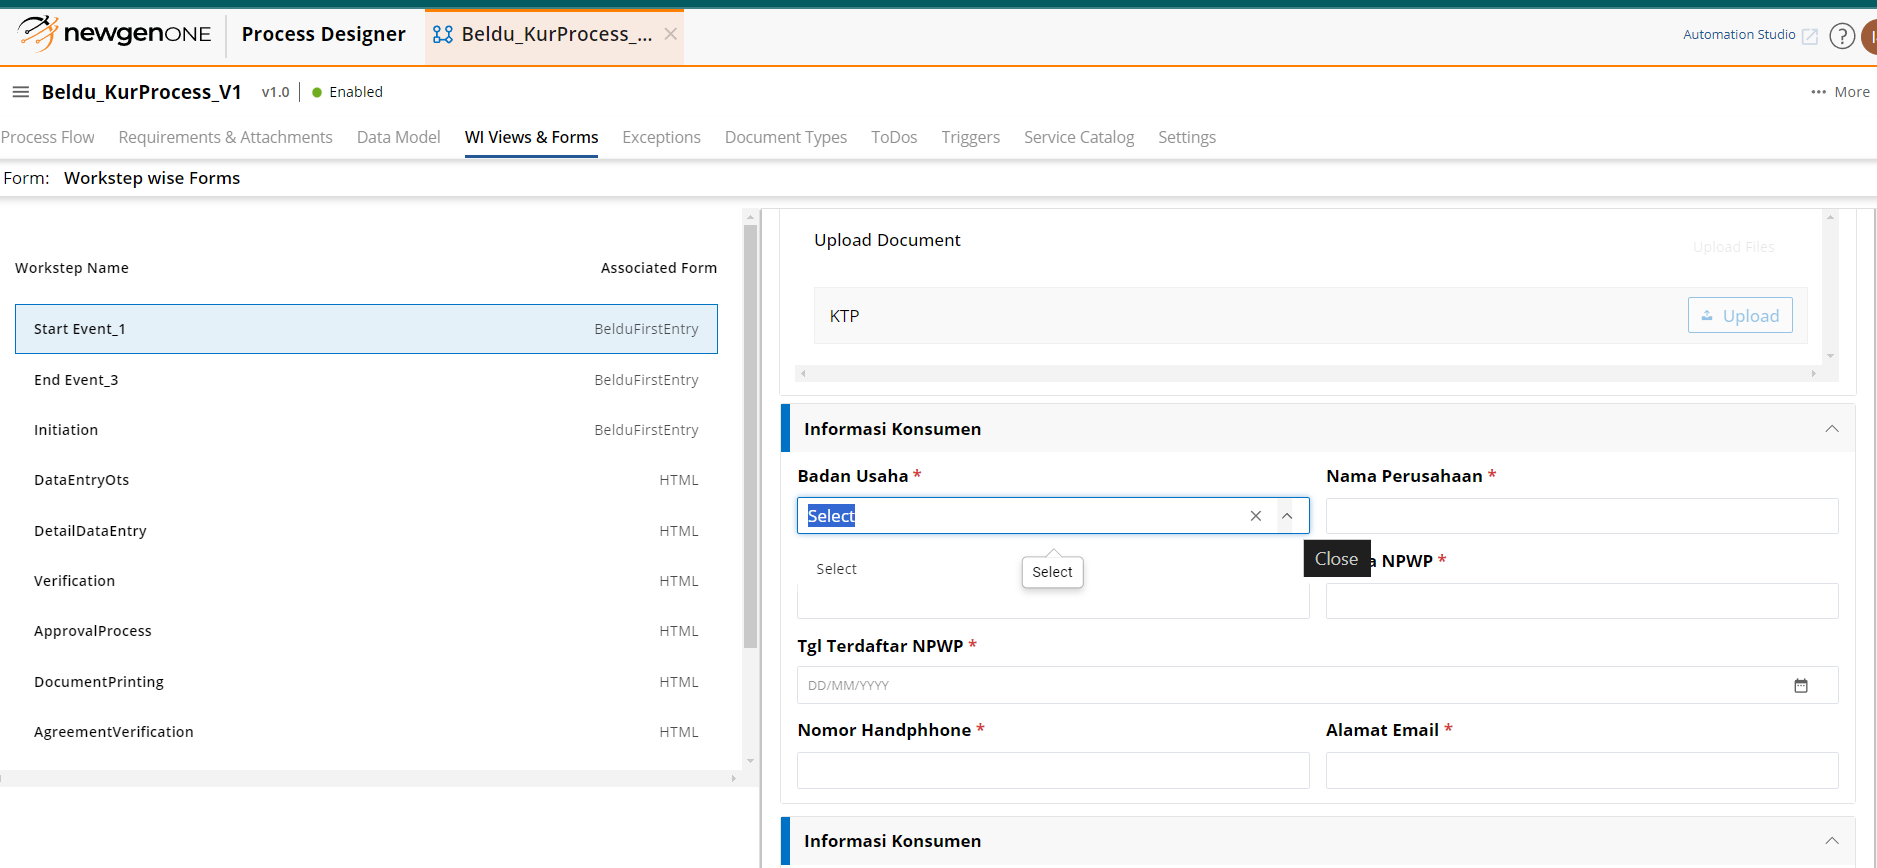 newgenONE
Process Designer
Beldu_KurProcess_...
Automation Studio
?
Beldu_KurProcess_V1
v1.0
Enabled
More
Process Flow
Requirements & Attachments
Data Model
WI Views & Forms
Exceptions
Document Types
ToDos
Triggers
Service Catalog
Settings
Form: Workstep wise Forms
Workstep Name
Associated Form
Start Event_1
BelduFirstEntry
End Event_3
BelduFirstEntry
Initiation
BelduFirstEntry
DataEntryOts
HTML
DetailDataEntry
HTML
Verification
HTML
ApprovalProcess
HTML
DocumentPrinting
HTML
AgreementVerification
HTML
Upload Document
Upload Files
KTP
Upload
Informasi Konsumen
Badan Usaha *
Nama Perusahaan *
Select
Select
Select
Close
NPWP *
Tgl Terdaftar NPWP *
DD/MM/YYYY
Nomor Handphhone *
Alamat Email *
Informasi Konsumen